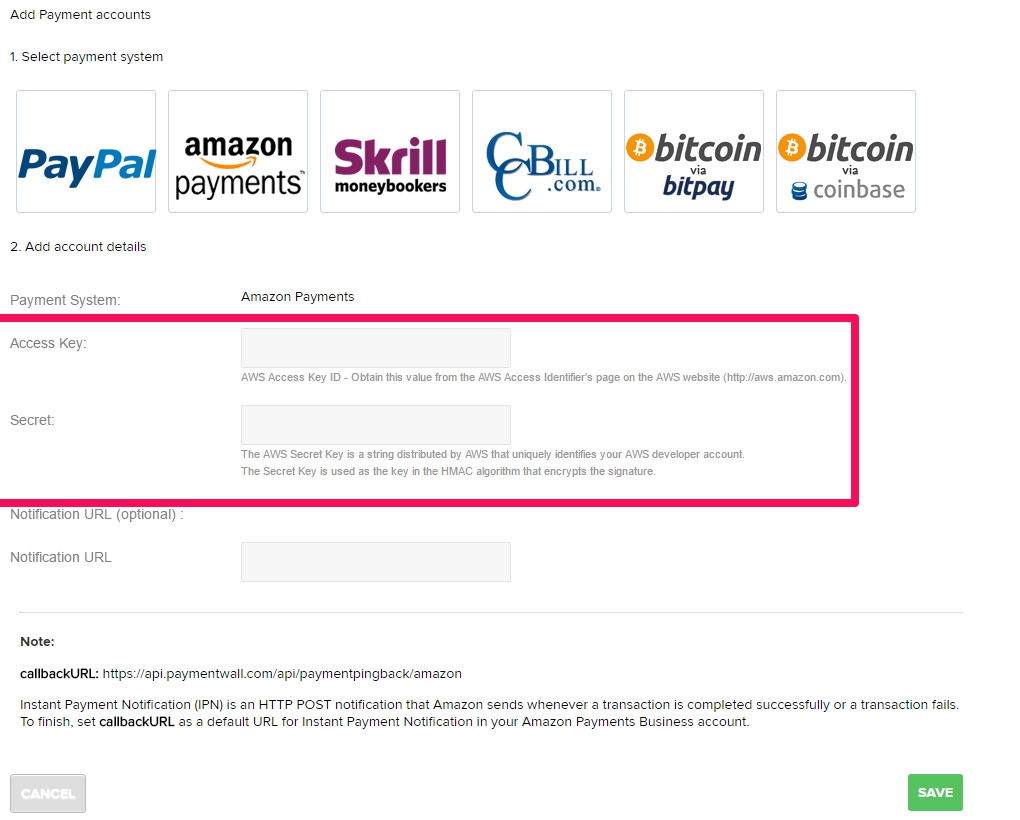 Add Payment accounts
1. Select payment system
PayPal
amazon
payments™
Skrill
moneybookers
CCBILL
.com®
bitcoin
via
bitpay
bitcoin
via
coinbase
2. Add account details
Payment System:
Amazon Payments
Access Key:
AWS Access Key ID - Obtain this value from the AWS Access Identifier's page on the AWS website (http://aws.amazon.com).
Secret:
The AWS Secret Key is a string distributed by AWS that uniquely identifies your AWS developer account.
The Secret Key is used as the key in the HMAC algorithm that encrypts the signature.
Notification URL (optional) :
Notification URL
Note:
callbackURL: https://api.paymentwall.com/api/paymentpingback/amazon
Instant Payment Notification (IPN) is an HTTP POST notification that Amazon sends whenever a transaction is completed successfully or a transaction fails.
To finish, set callbackURL as a default URL for Instant Payment Notification in your Amazon Payments Business account.
CANCEL
SAVE